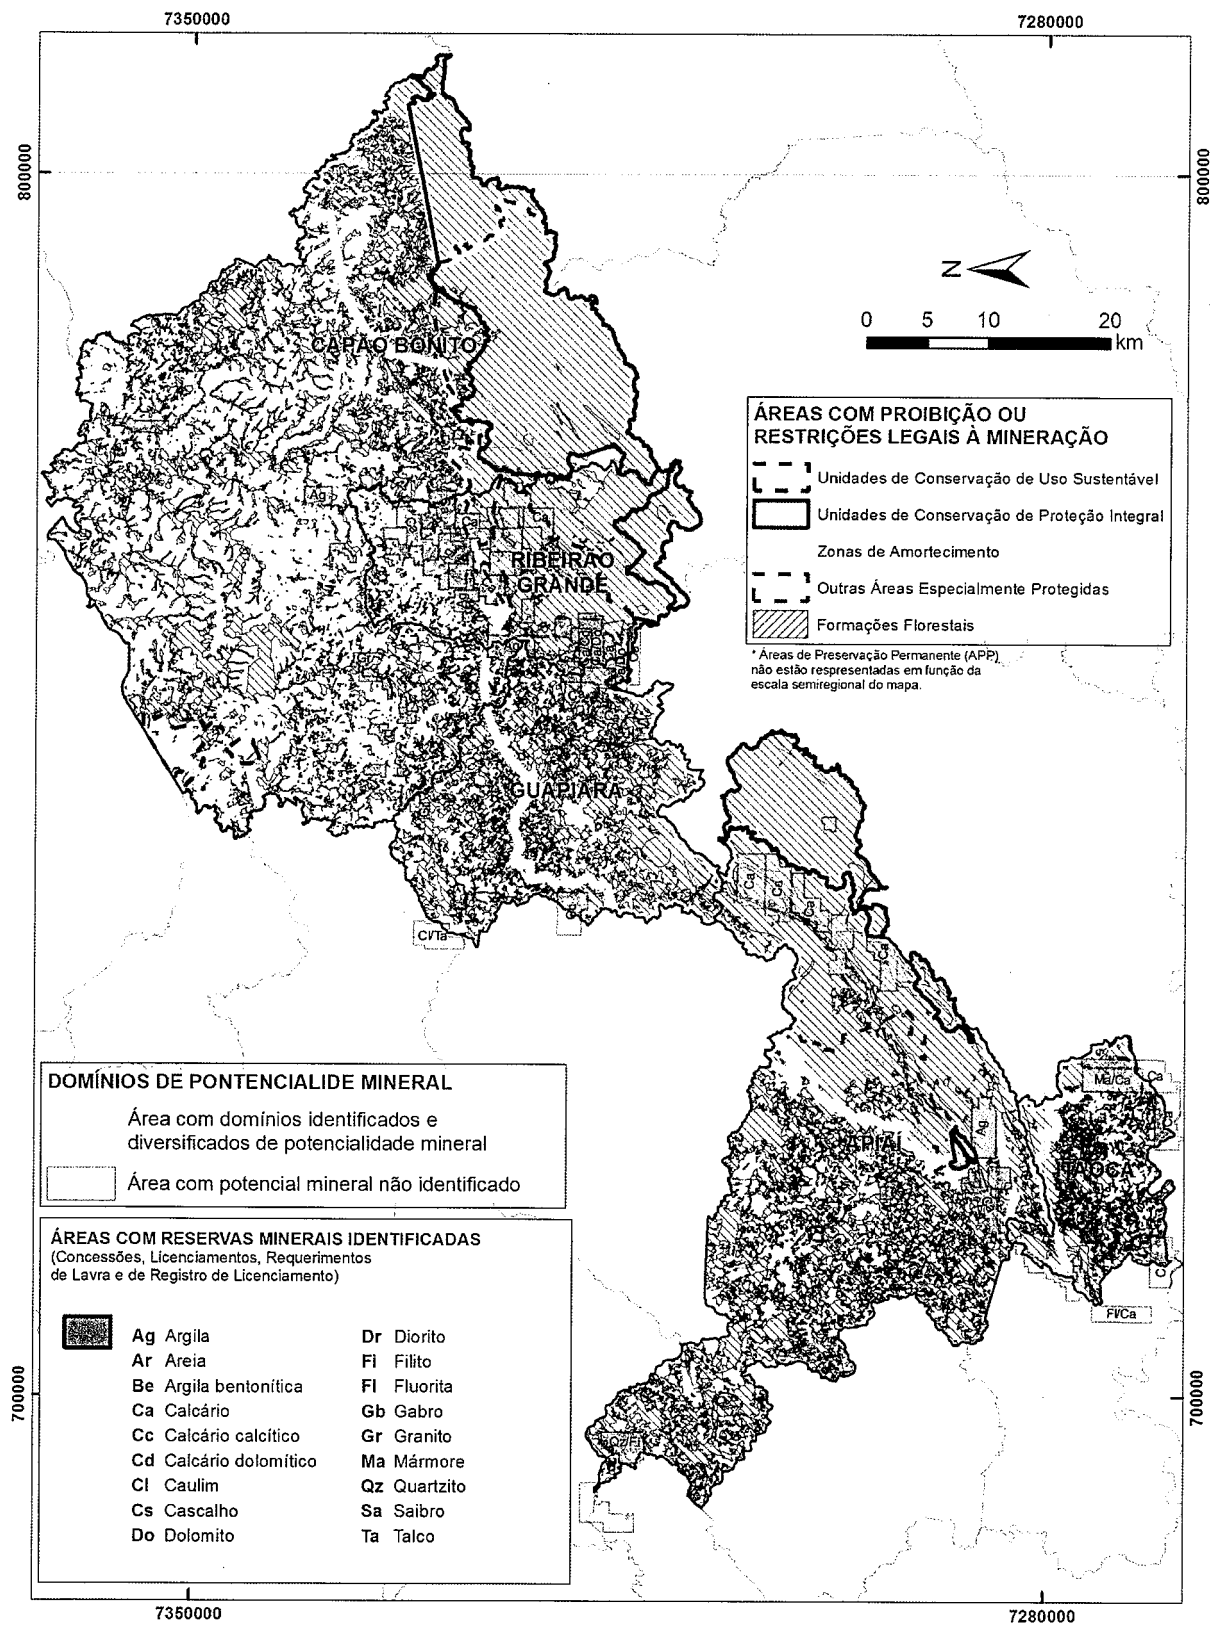 7350000
7280000
800000
800000
N
0 5 10 20
km
CAPÃO BONITO
ÁREAS COM PROIBIÇÃO OU
RESTRIÇÕES LEGAIS À MINERAÇÃO
Unidades de Conservação de Uso Sustentável
Unidades de Conservação de Proteção Integral
Zonas de Amortecimento
Outras Áreas Especialmente Protegidas
Formações Florestais
* Áreas de Preservação Permanente (APP)
não estão respresentadas em função da
escala semiregional do mapa.
Ag
Ca
Ca
RIBEIRÃO
GRANDE
Gr
GUAPIARA
Ca
Ca
Ca
Ca
Cl/Ta
Ma/Ca
Ca
Ag
APIAÍ
ITAÓCA
Fl/Ca
Qz/Fi
DOMÍNIOS DE PONTENCIALIDE MINERAL
Área com domínios identificados e
diversificados de potencialidade mineral
Área com potencial mineral não identificado
ÁREAS COM RESERVAS MINERAIS IDENTIFICADAS
(Concessões, Licenciamentos, Requerimentos
de Lavra e de Registro de Licenciamento)
Ag Argila
Ar Areia
Be Argila bentonítica
Ca Calcário
Cc Calcário calcítico
Cd Calcário dolomítico
Cl Caulim
Cs Cascalho
Do Dolomito
Dr Diorito
Fi Filito
Fl Fluorita
Gb Gabro
Gr Granito
Ma Mármore
Qz Quartzito
Sa Saibro
Ta Talco
700000
700000
7350000
7280000